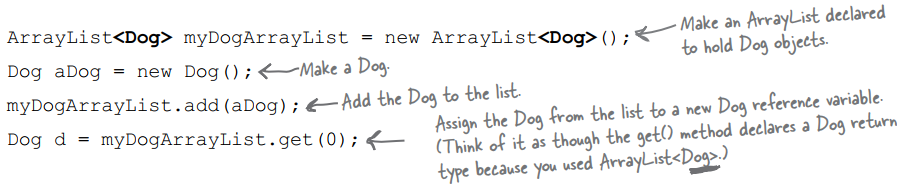 ArrayList<Dog> myDogArrayList = new ArrayList<Dog>();
Make an ArrayList declared
to hold Dog objects.
Dog aDog = new Dog();
Make a Dog.
myDogArrayList.add(aDog);
Add the Dog to the list.
Dog d = myDogArrayList.get(0);
Assign the Dog from the list to a new Dog reference variable.
(Think of it as though the get() method declares a Dog return
type because you used ArrayList<Dog>.)